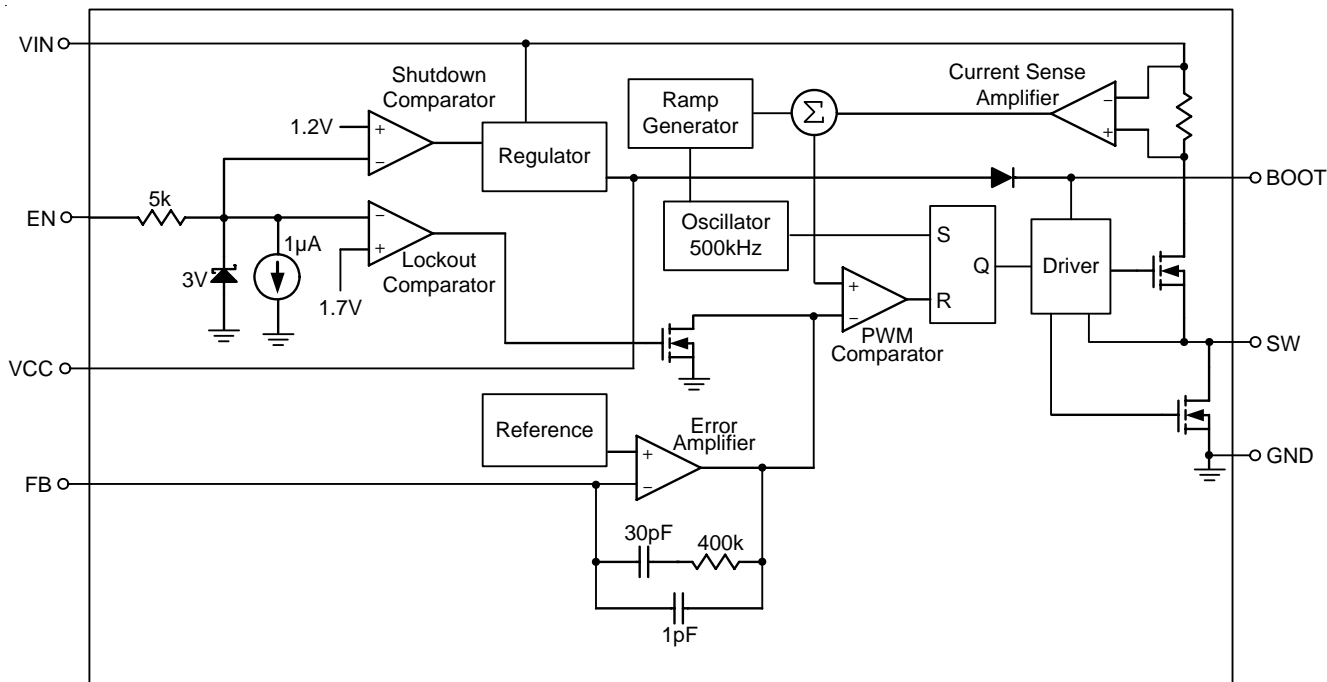 VIN
Shutdown
Comparator
1.2V
+
−
Regulator
Ramp
Generator
Σ
Current Sense
Amplifier
−
+
BOOT
EN
5k
3V
1µA
−
+
1.7V
Lockout
Comparator
Oscillator
500kHz
S
Q
R
Driver
+
−
PWM
Comparator
SW
VCC
Reference
Error
Amplifier
+
−
GND
FB
30pF
400k
1pF